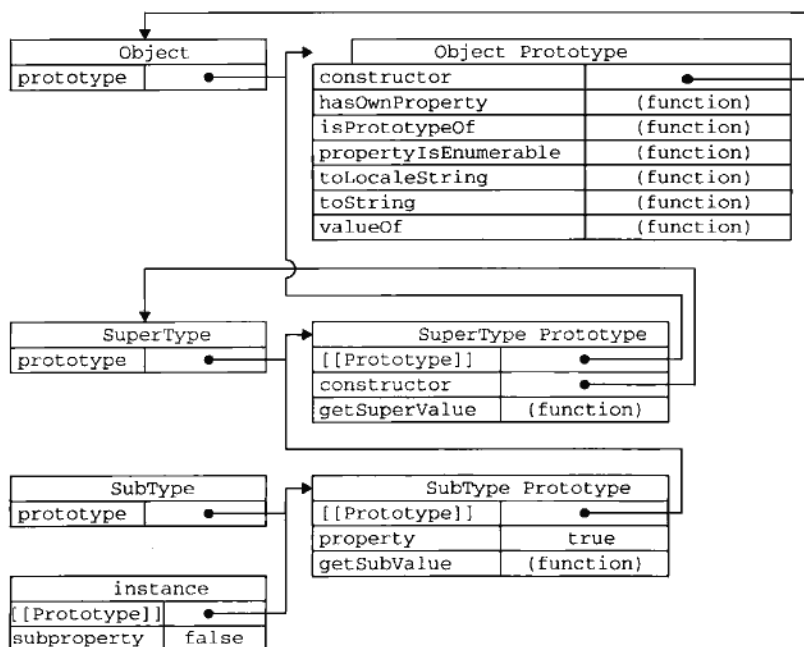 Object
prototype
Object Prototype
constructor
hasOwnProperty (function)
isPrototypeOf (function)
propertyIsEnumerable (function)
toLocaleString (function)
toString (function)
valueOf (function)
SuperType
prototype
SuperType Prototype
[[Prototype]]
constructor
getSuperValue (function)
SubType
prototype
SubType Prototype
[[Prototype]]
property true
getSubValue (function)
instance
[[Prototype]]
subproperty false